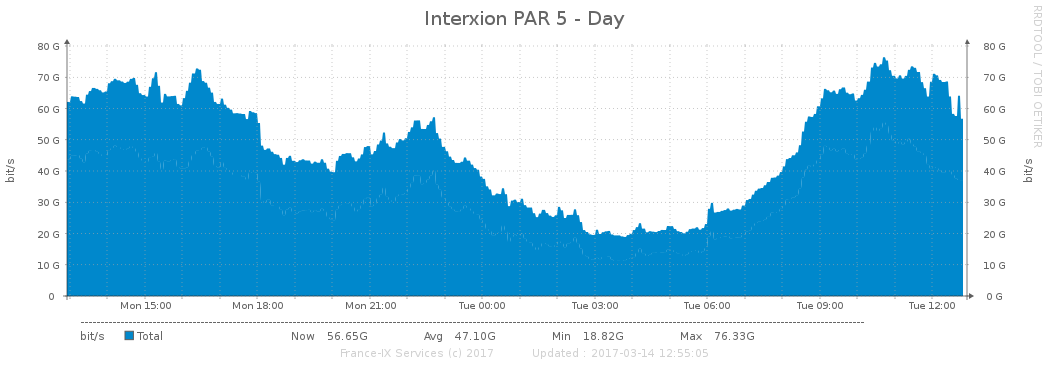 Interxion PAR 5 - Day
RRDTOOL / TOBI OETIKER
bit/s
80 G 80 G
70 G 70 G
60 G 60 G
50 G 50 G
40 G 40 G
30 G 30 G
20 G 20 G
10 G 10 G
0 0 G
bit/s
Mon 15:00 Mon 18:00 Mon 21:00 Tue 00:00 Tue 03:00 Tue 06:00 Tue 09:00 Tue 12:00
bit/s Total Now 56.65G Avg 47.10G Min 18.82G Max 76.33G
France-IX Services (c) 2017 Updated : 2017-03-14 12:55:05